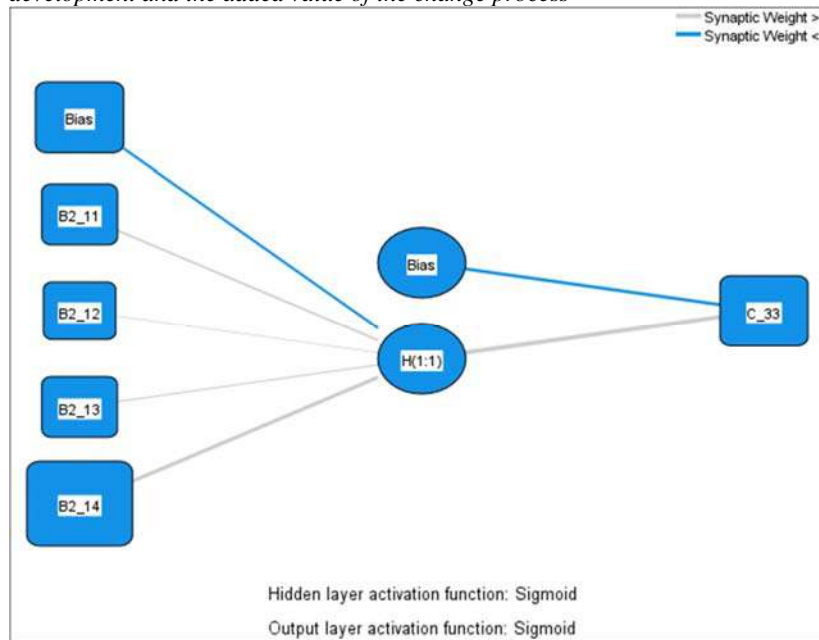 development and the added value of the change process
Synaptic Weight >
Synaptic Weight <
Bias
B2_11
B2_12
B2_13
B2_14
Bias
H(1:1)
C_33
Hidden layer activation function: Sigmoid
Output layer activation function: Sigmoid